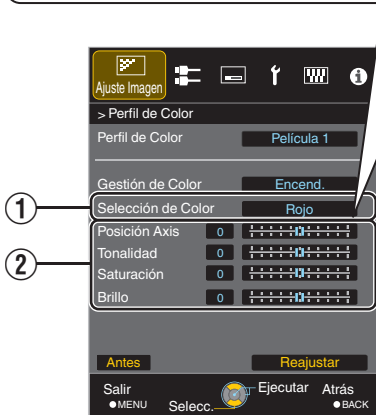 Ajuste Imagen
> Perfil de Color
Perfil de Color Película 1
Gestión de Color Encend.
① Selección de Color Rojo
Posición Axis 0
② Tonalidad 0
Saturación 0
Brillo 0
Antes Reajustar
Salir Ejecutar Atrás
●MENU Selecc. ●BACK